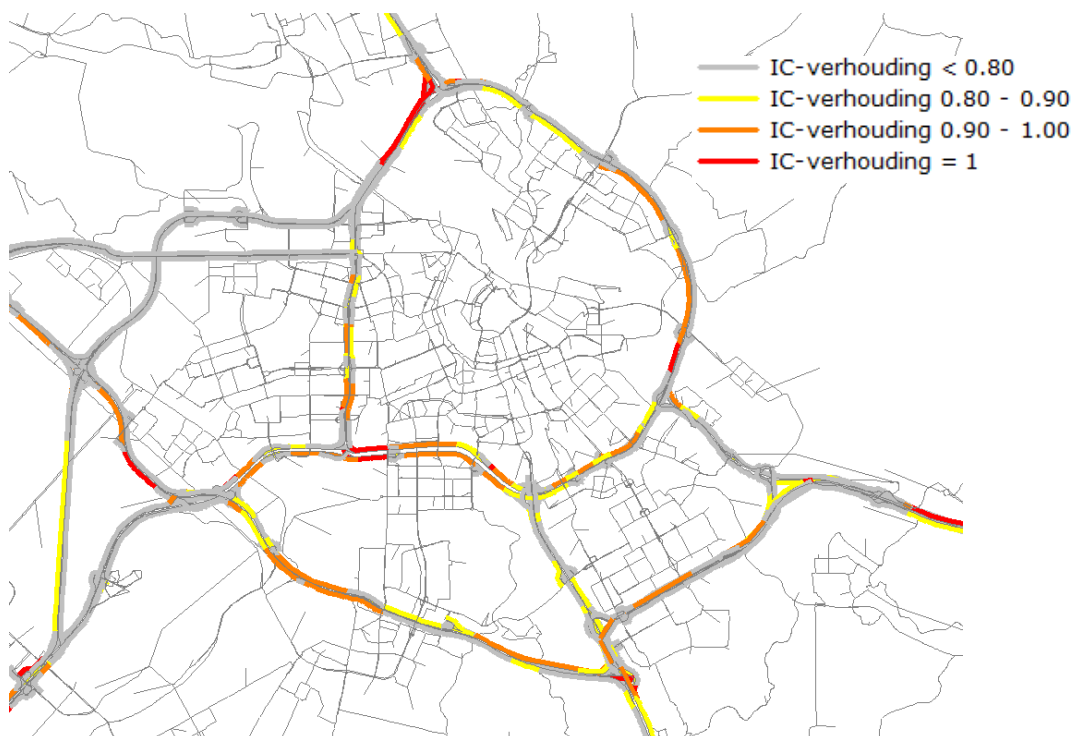 IC-verhouding < 0.80
IC-verhouding 0.80 - 0.90
IC-verhouding 0.90 - 1.00
IC-verhouding = 1